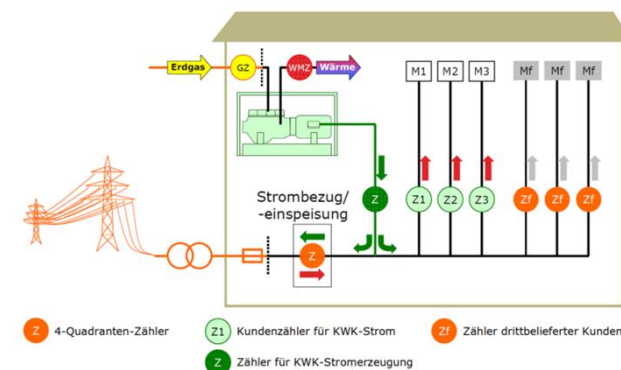 Erdgas
GZ
WMZ
Wärme
M1
M2
M3
Mf
Mf
Mf
Strombezug/
-einspeisung
Z
Z1
Z2
Z3
Zf
Zf
Zf
Z
Z 4-Quadranten-Zähler
Z1 Kundenzähler für KWK-Strom
Zf Zähler drittbelieferter Kunden
Z Zähler für KWK-Stromerzeugung